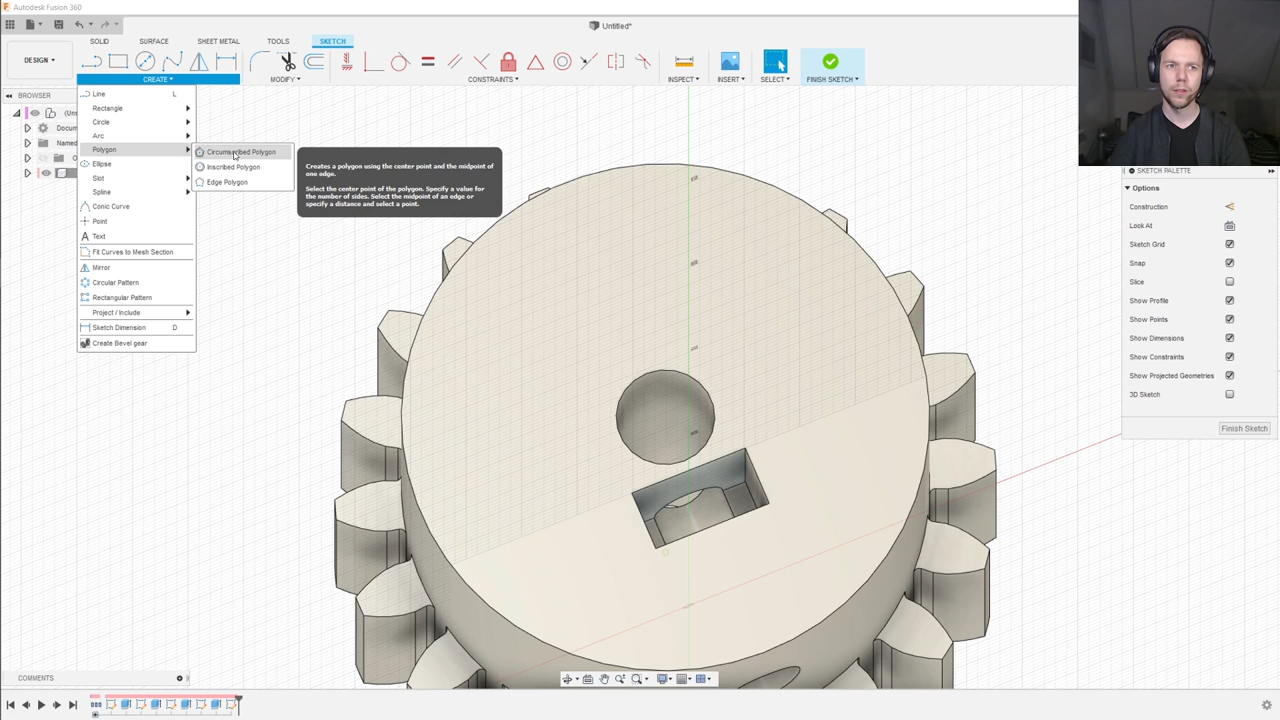 Autodesk Fusion 360
Untitled*
DESIGN
SOLID SURFACE SHEET METAL TOOLS SKETCH
CREATE MODIFY CONSTRAINTS INSPECT INSERT SELECT FINISH SKETCH
BROWSER
Docum
Named
Line L
Rectangle
Circle
Arc
Polygon
Ellipse
Slot
Spline
Conic Curve
Point
Text
Fit Curves to Mesh Section
Mirror
Circular Pattern
Rectangular Pattern
Project / Include
Sketch Dimension D
Create Bevel gear
Circumscribed Polygon
Inscribed Polygon
Edge Polygon
Creates a polygon using the center point and the midpoint of
one edge.
Select the center point of the polygon. Specify a value for
the number of sides. Select the midpoint of an edge or
specify a distance and select a point.
SKETCH PALETTE
Options
Construction
Look At
Sketch Grid
Snap
Slice
Show Profile
Show Points
Show Dimensions
Show Constraints
Show Projected Geometries
3D Sketch
Finish Sketch
COMMENTS